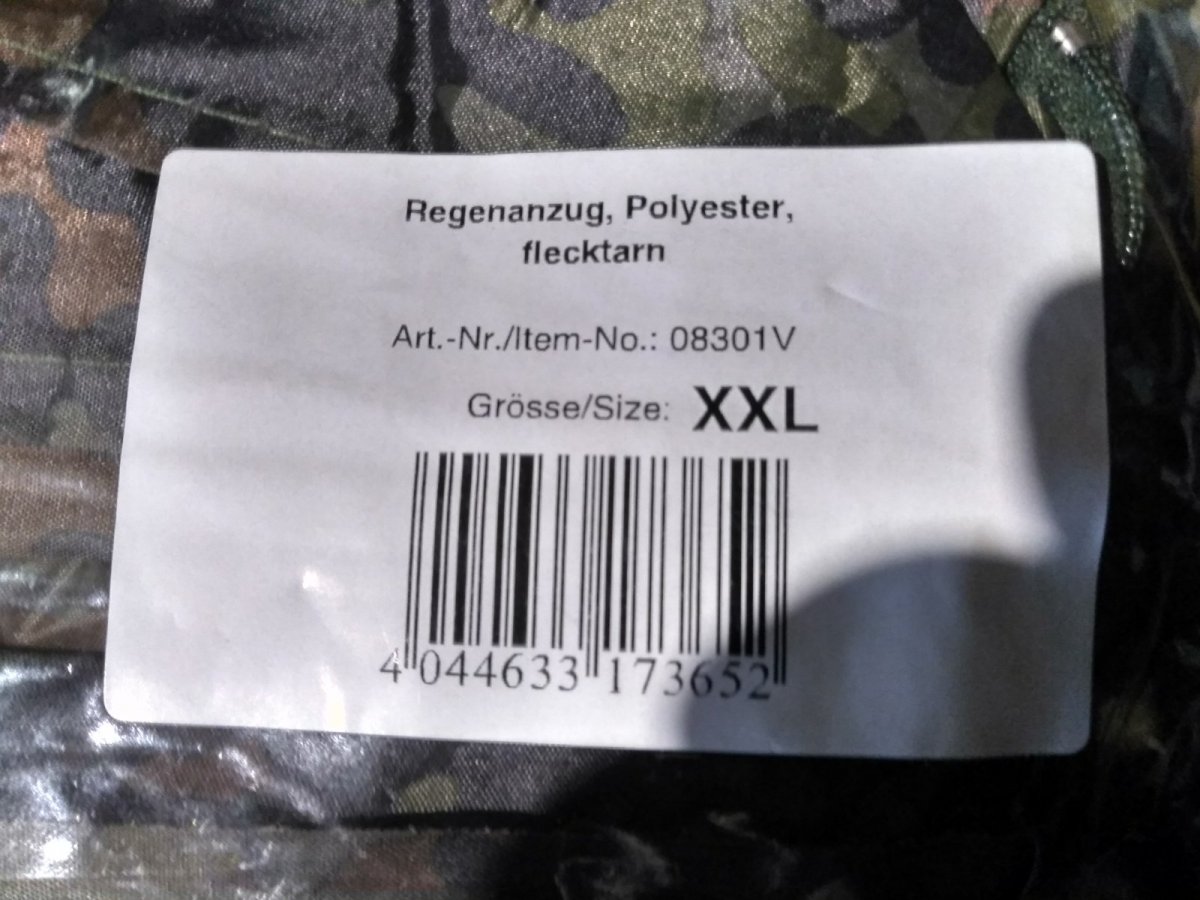 Regenanzug, Polyester,
flecktarn
Art.-Nr./Item-No.: 08301V
Grösse/Size: XXL
4 044633 173652